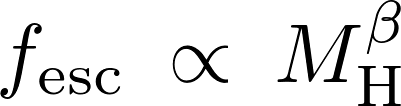 f_esc ∝ M_H^β